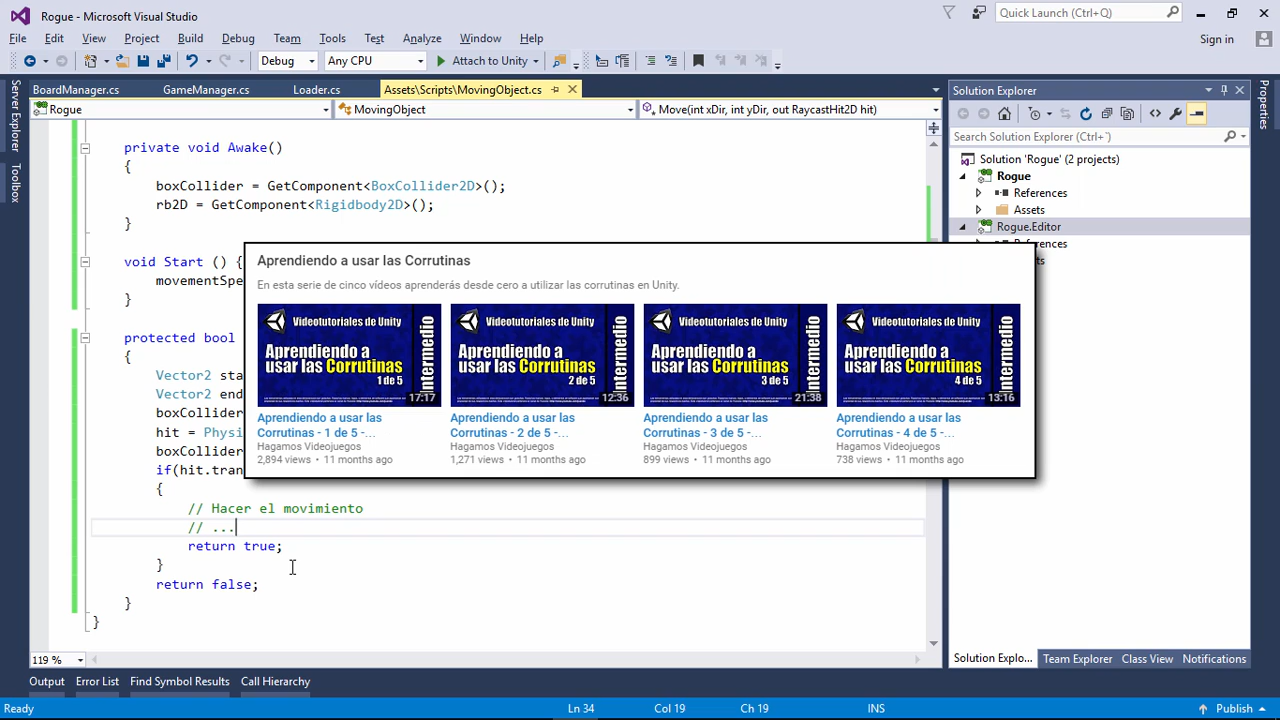 Rogue - Microsoft Visual Studio
Quick Launch (Ctrl+Q)
File Edit View Project Build Debug Team Tools Test Analyze Window Help
Sign in
Debug Any CPU Attach to Unity
Server Explorer
Toolbox
BoardManager.cs GameManager.cs Loader.cs Assets\Scripts\MovingObject.cs
Rogue MovingObject Move(int xDir, int yDir, out RaycastHit2D hit)
private void Awake()
{
boxCollider = GetComponent<BoxCollider2D>();
rb2D = GetComponent<Rigidbody2D>();
}
void Start () {
movementSpe
}
protected bool
{
Vector2 sta
Vector2 end
boxCollider
hit = Physi
boxCollider
if(hit.tran
{
// Hacer el movimiento
// ...
return true;
}
return false;
}
}
Aprendiendo a usar las Corrutinas
En esta serie de cinco vídeos aprenderás desde cero a utilizar las corrutinas en Unity.
Videotutoriales de Unity
Aprendiendo a
usar las Corrutinas
1 de 5
intermedio
17:17
Aprendiendo a usar las
Corrutinas - 1 de 5 -...
Hagamos Videojuegos
2,894 views • 11 months ago
Videotutoriales de Unity
Aprendiendo a
usar las Corrutinas
2 de 5
intermedio
12:36
Aprendiendo a usar las
Corrutinas - 2 de 5 -...
Hagamos Videojuegos
1,271 views • 11 months ago
Videotutoriales de Unity
Aprendiendo a
usar las Corrutinas
3 de 5
intermedio
21:38
Aprendiendo a usar las
Corrutinas - 3 de 5 -...
Hagamos Videojuegos
899 views • 11 months ago
Videotutoriales de Unity
Aprendiendo a
usar las Corrutinas
4 de 5
intermedio
13:16
Aprendiendo a usar las
Corrutinas - 4 de 5 -...
Hagamos Videojuegos
738 views • 11 months ago
Solution Explorer
Search Solution Explorer (Ctrl+¨)
Solution 'Rogue' (2 projects)
Rogue
References
Assets
Rogue.Editor
Properties
Solution Explo... Team Explorer Class View Notifications
119 %
Output Error List Find Symbol Results Call Hierarchy
Ready Ln 34 Col 19 Ch 19 INS Publish